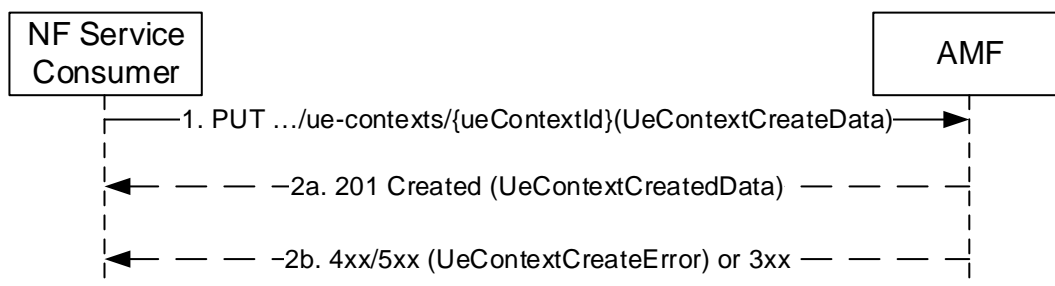 NF Service
Consumer
AMF
1. PUT …/ue-contexts/{ueContextId}(UeContextCreateData)
2a. 201 Created (UeContextCreatedData)
2b. 4xx/5xx (UeContextCreateError) or 3xx